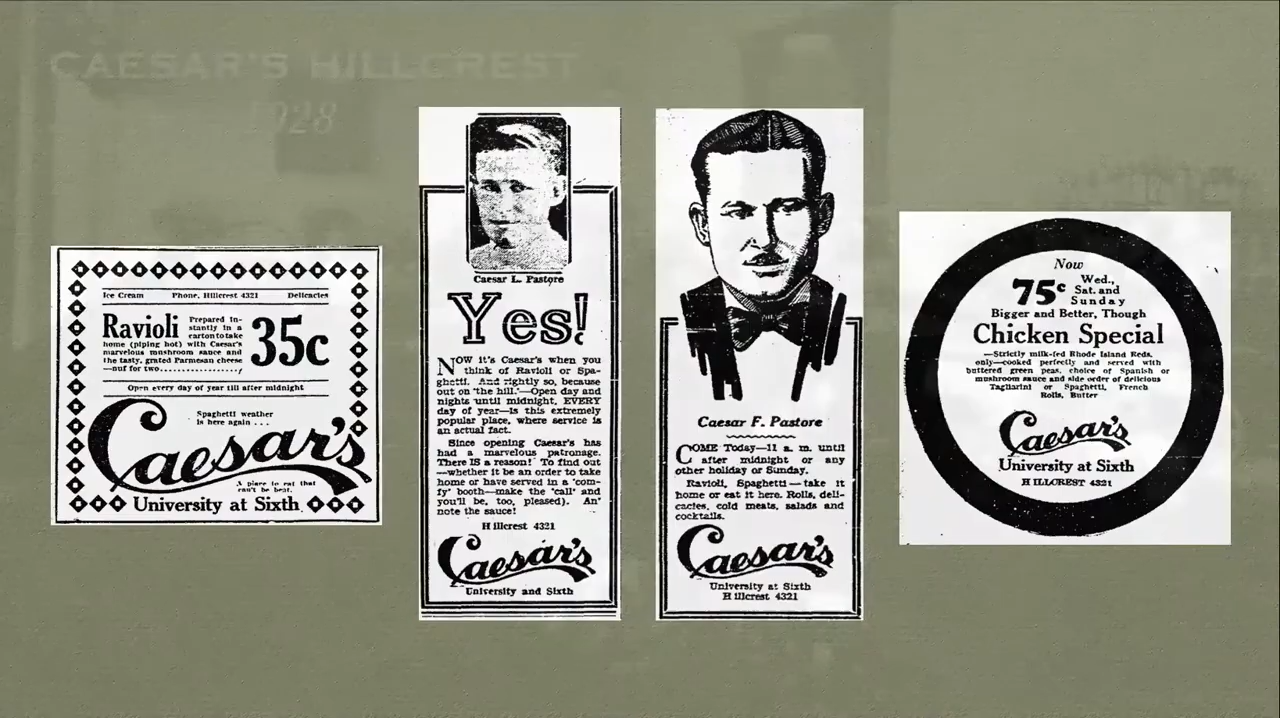 CAESAR'S HILLCREST
1928
Ice Cream Phone, Hillcrest 4321 Delicacies
Ravioli
Prepared In-
stantly in a
carton to take
home (piping hot) with Caesar's
marvelous mushroom sauce and
the tasty, grated Parmesan cheese
—nuf for two
35c
Open every day of year till after midnight
Spaghetti weather
is here again . . .
Caesar's
A place to eat that
can't be beat.
University at Sixth
Caesar L. Pastore
Yes!
NOW it's Caesar's when you
think of Ravioli or Spa-
ghetti. And rightly so, because
out on 'the hill.'—Open day and
nights until midnight, EVERY
day of year—is this extremely
popular place, where service is
an actual fact.
Since opening Caesar's has
had a marvelous patronage.
There IS a reason! To find out
—whether it be an order to take
home or have served in a 'com-
fy' booth—make the 'call' and
you'll be, too, pleased). An'
note the sauce!
Hillcrest 4321
Caesar's
University and Sixth
Caesar F. Pastore
COME Today—11 a. m. until
after midnight or any
other holiday or Sunday.
Ravioli, Spaghetti—take it
home or eat it here. Rolls, deli-
cacies, cold meats, salads and
cocktails.
Caesar's
University at Sixth
Hillcrest 4321
Now
75c Wed.,
Sat. and
Sunday
Bigger and Better, Though
Chicken Special
—Strictly milk-fed Rhode Island Reds,
only—cooked perfectly and served with
buttered green peas, choice of Spanish or
mushroom sauce and side order of delicious
Tagliarini or Spaghetti, French
Rolls, Butter
Caesar's
University at Sixth
HILLCREST 4321